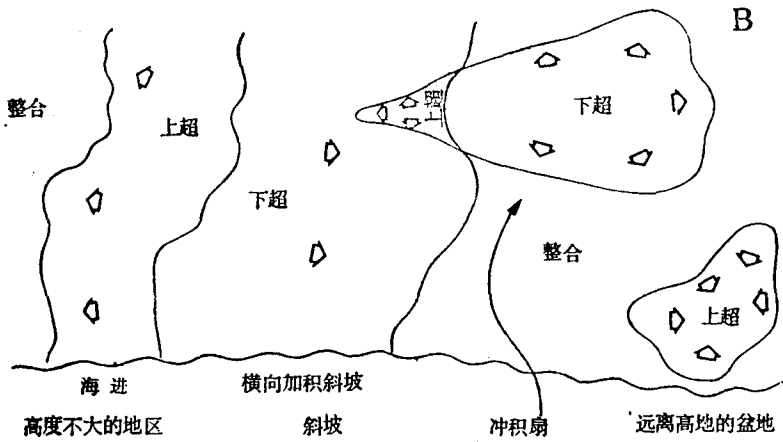 B
整合
上超
上超
下超
下超
整合
上超
海进
横向加积斜坡
高度不大的地区
斜坡
冲积扇
远离高地的盆地